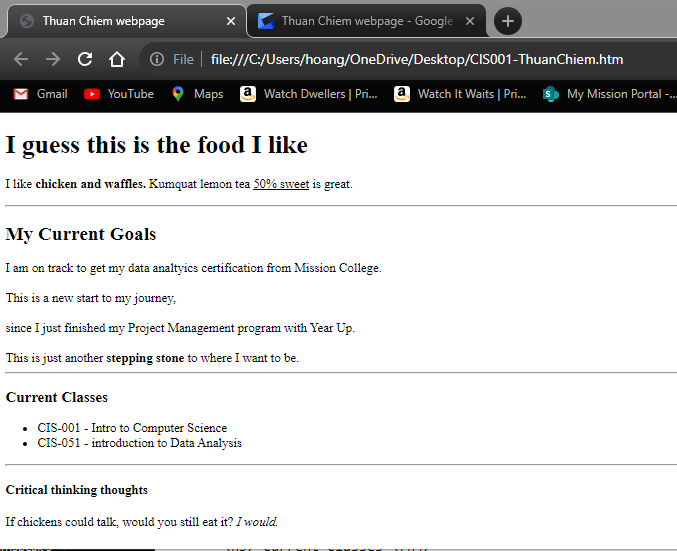 Thuan Chiem webpage
Thuan Chiem webpage - Google
File
file:///C:/Users/hoang/OneDrive/Desktop/CIS001-ThuanChiem.htm
Gmail
YouTube
Maps
Watch Dwellers | Pri...
Watch It Waits | Pri...
My Mission Portal -...
I guess this is the food I like
I like chicken and waffles. Kumquat lemon tea 50% sweet is great.
My Current Goals
I am on track to get my data analtyics certification from Mission College.
This is a new start to my journey,
since I just finished my Project Management program with Year Up.
This is just another stepping stone to where I want to be.
Current Classes
CIS-001 - Intro to Computer Science
CIS-051 - introduction to Data Analysis
Critical thinking thoughts
If chickens could talk, would you still eat it? I would.